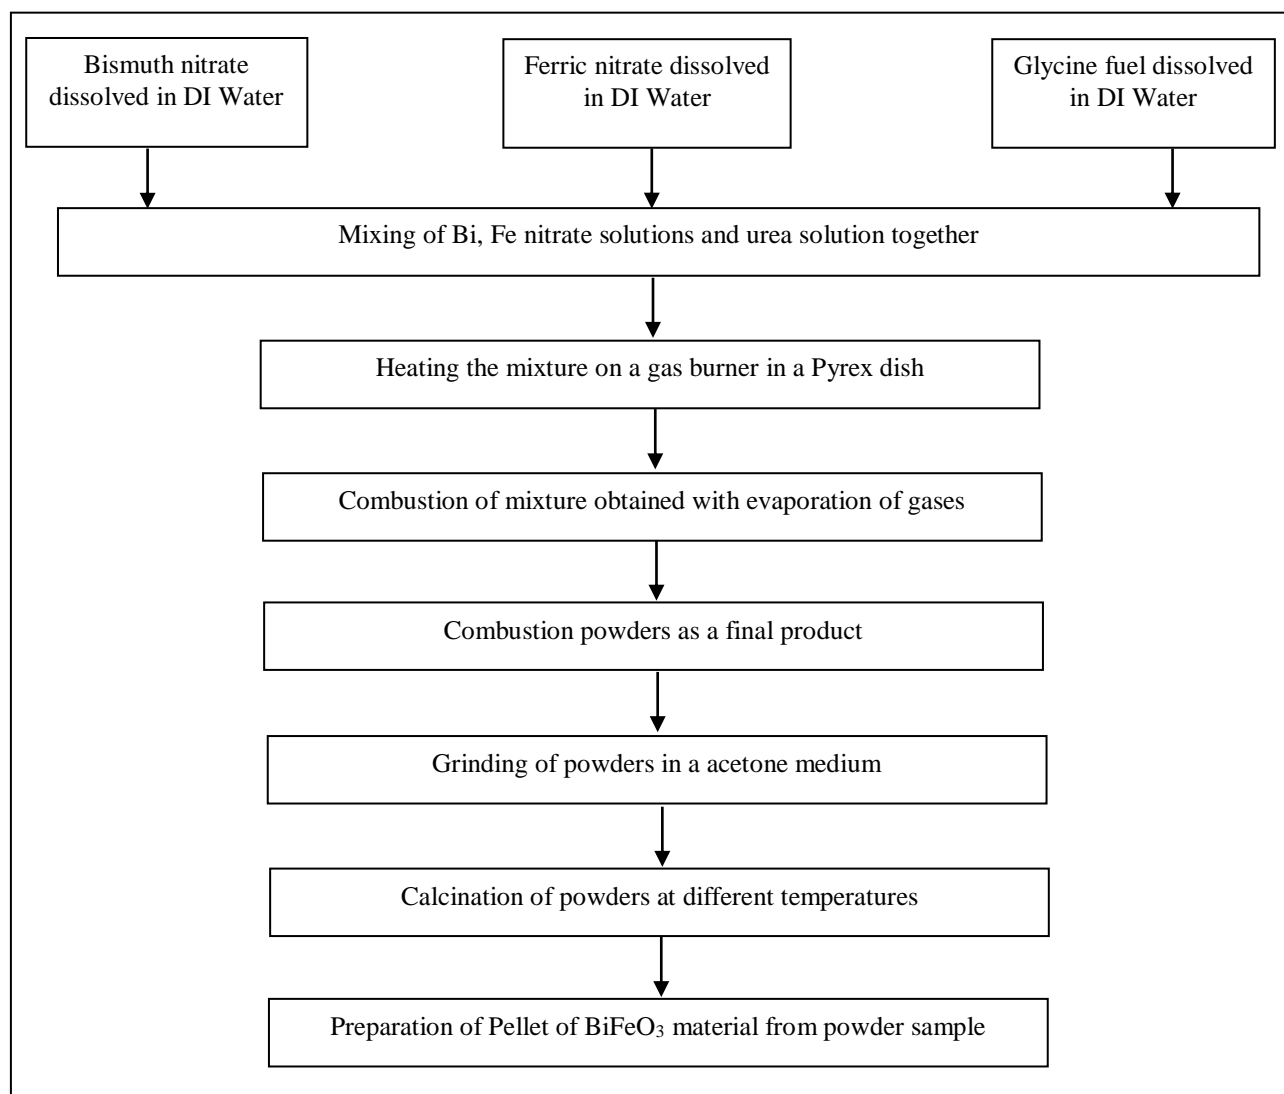 Bismuth nitrate
dissolved in DI Water
Ferric nitrate dissolved
in DI Water
Glycine fuel dissolved
in DI Water
Mixing of Bi, Fe nitrate solutions and urea solution together
Heating the mixture on a gas burner in a Pyrex dish
Combustion of mixture obtained with evaporation of gases
Combustion powders as a final product
Grinding of powders in a acetone medium
Calcination of powders at different temperatures
Preparation of Pellet of BiFeO₃ material from powder sample